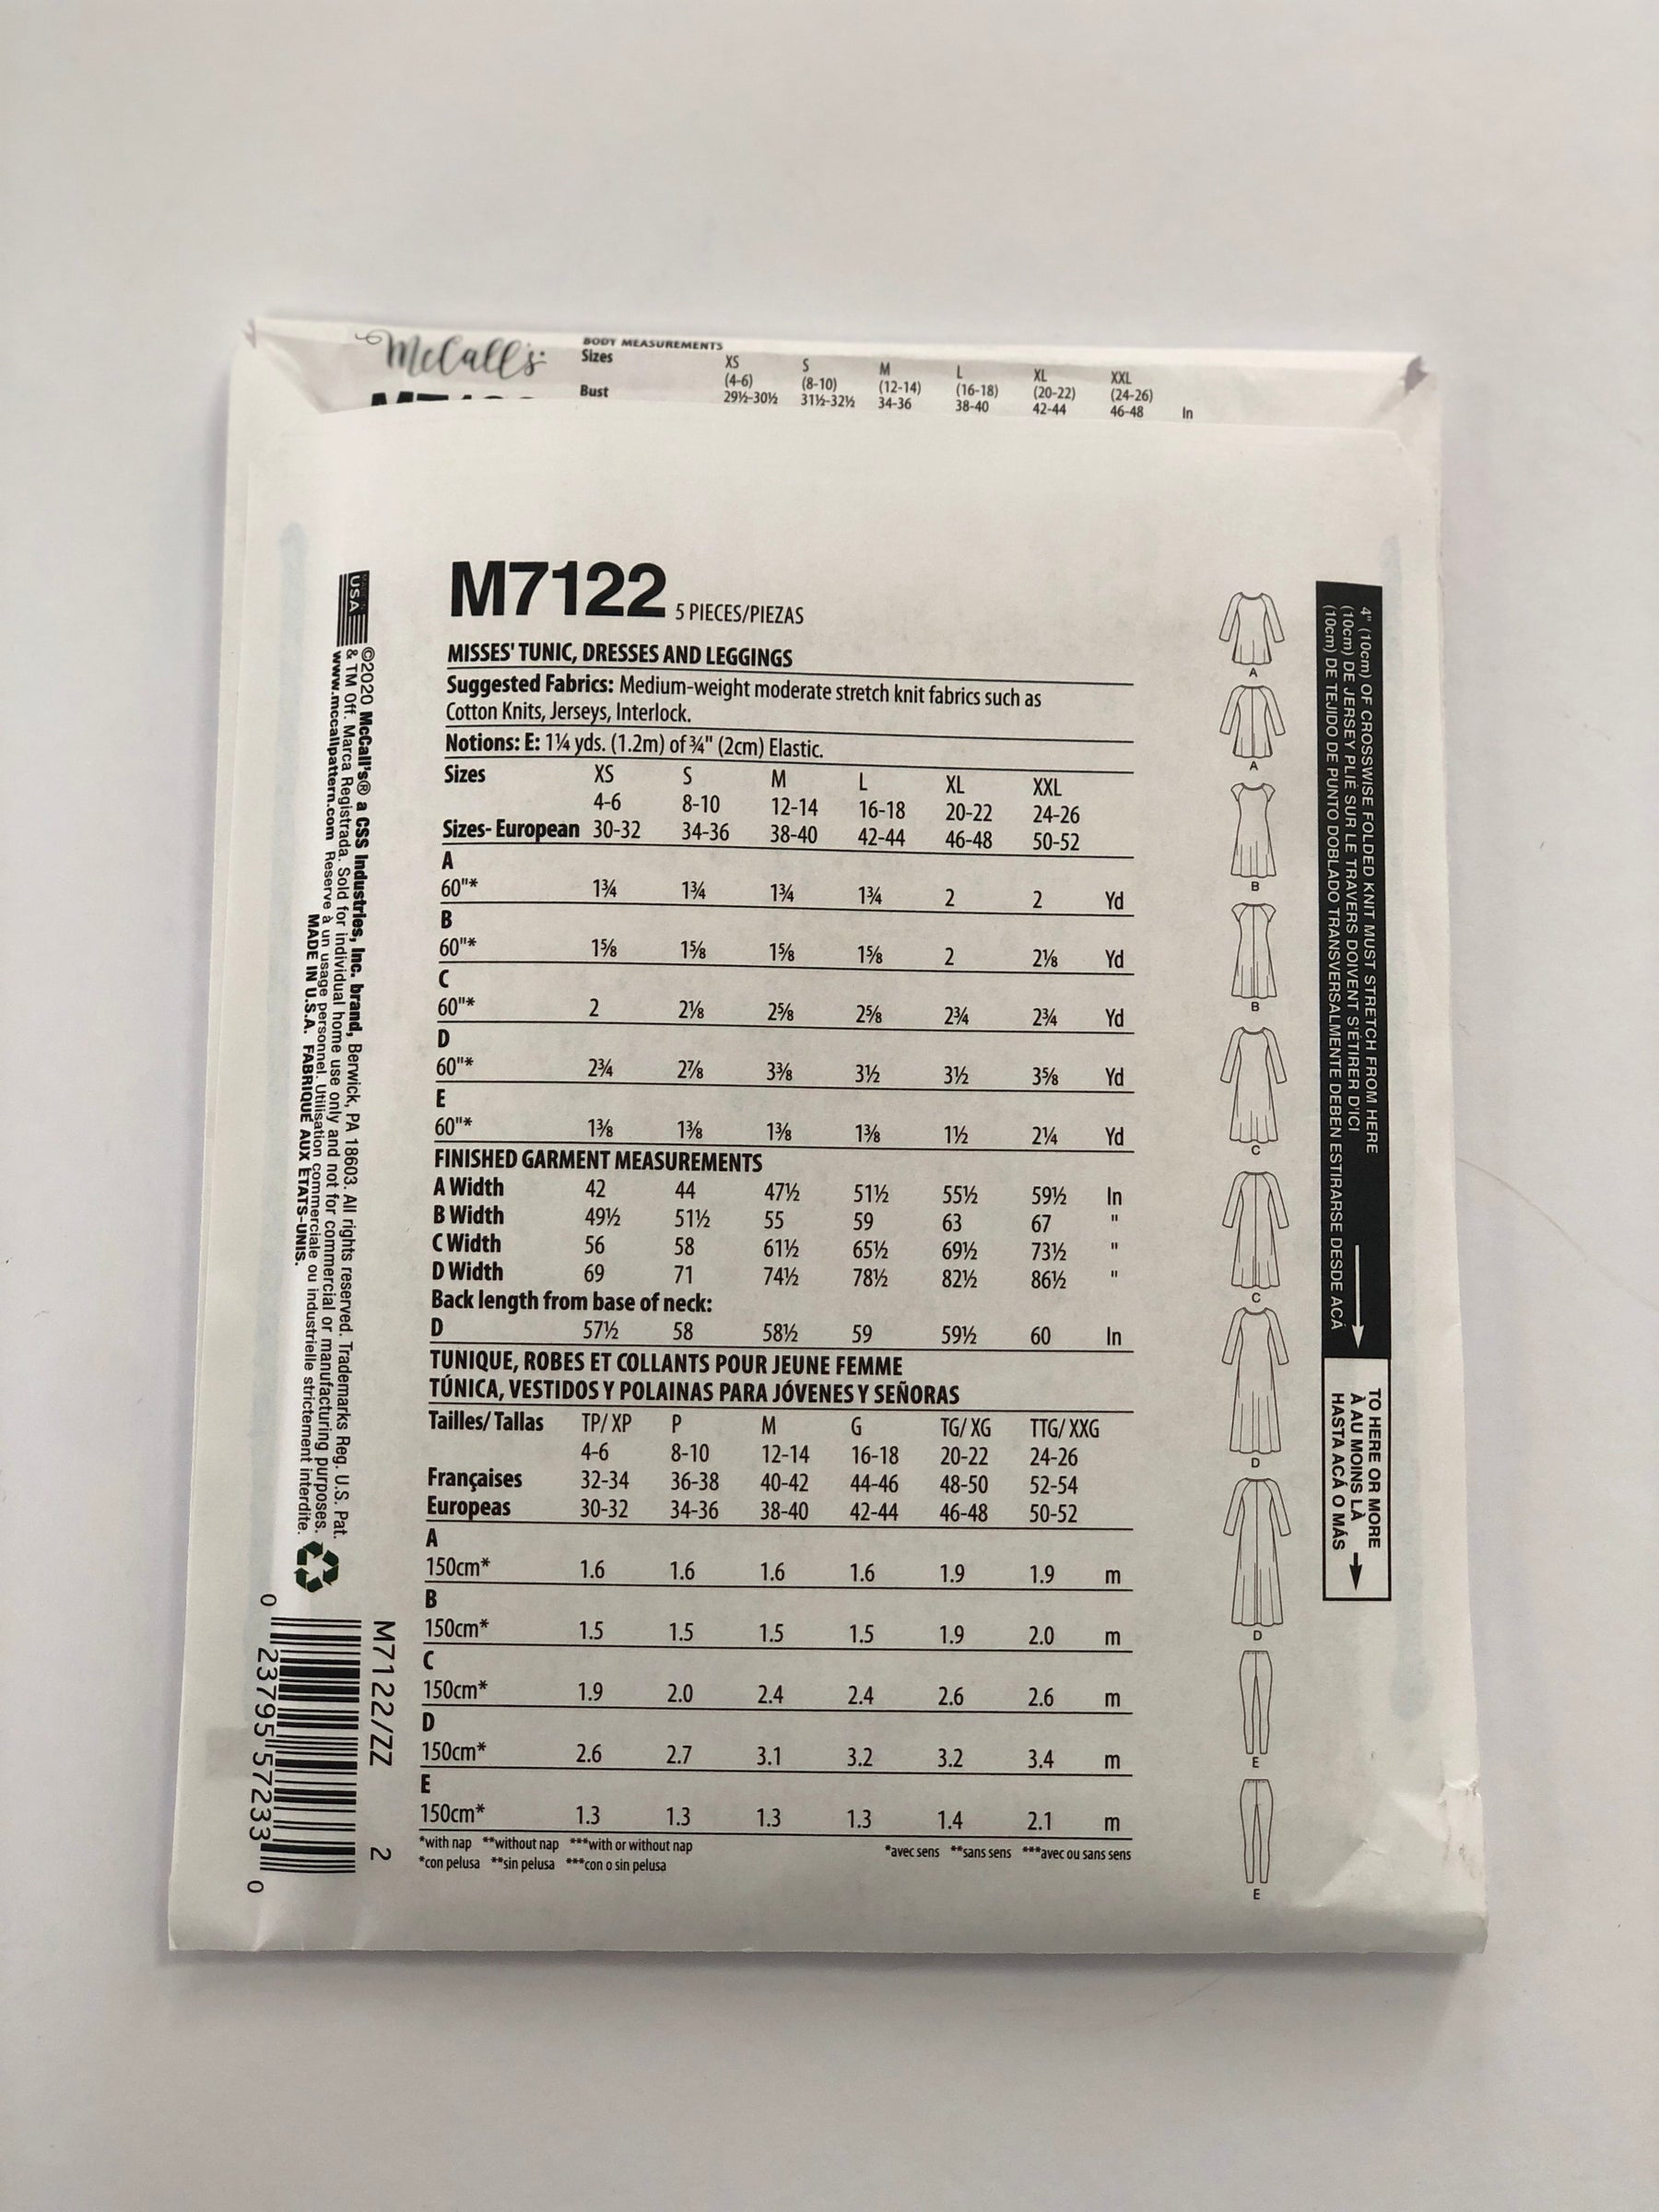 McCall's
BODY MEASUREMENTS
Sizes XS S M L XL XXL
(4-6) (8-10) (12-14) (16-18) (20-22) (24-26)
Bust 29½-30½ 31½-32½ 34-36 38-40 42-44 46-48 In
M7122 5 PIECES/PIEZAS
MISSES' TUNIC, DRESSES AND LEGGINGS
Suggested Fabrics: Medium-weight moderate stretch knit fabrics such as
Cotton Knits, Jerseys, Interlock.
Notions: E: 1¼ yds. (1.2m) of ¾" (2cm) Elastic.
Sizes XS S M L XL XXL
4-6 8-10 12-14 16-18 20-22 24-26
Sizes- European 30-32 34-36 38-40 42-44 46-48 50-52
A
60"* 1¾ 1¾ 1¾ 1¾ 2 2 Yd
B
60"* 1⅝ 1⅝ 1⅝ 1⅝ 2 2⅛ Yd
C
60"* 2 2⅛ 2⅝ 2⅝ 2¾ 2¾ Yd
D
60"* 2¾ 2⅞ 3⅜ 3½ 3½ 3⅝ Yd
E
60"* 1⅜ 1⅜ 1⅜ 1⅜ 1½ 2¼ Yd
FINISHED GARMENT MEASUREMENTS
A Width 42 44 47½ 51½ 55½ 59½ In
B Width 49½ 51½ 55 59 63 67 "
C Width 56 58 61½ 65½ 69½ 73½ "
D Width 69 71 74½ 78½ 82½ 86½ "
Back length from base of neck:
D 57½ 58 58½ 59 59½ 60 In
TUNIQUE, ROBES ET COLLANTS POUR JEUNE FEMME
TÚNICA, VESTIDOS Y POLAINAS PARA JÓVENES Y SEÑORAS
Tailles/ Tallas TP/ XP P M G TG/ XG TTG/ XXG
4-6 8-10 12-14 16-18 20-22 24-26
Françaises 32-34 36-38 40-42 44-46 48-50 52-54
Europeas 30-32 34-36 38-40 42-44 46-48 50-52
A
150cm* 1.6 1.6 1.6 1.6 1.9 1.9 m
B
150cm* 1.5 1.5 1.5 1.5 1.9 2.0 m
C
150cm* 1.9 2.0 2.4 2.4 2.6 2.6 m
D
150cm* 2.6 2.7 3.1 3.2 3.2 3.4 m
E
150cm* 1.3 1.3 1.3 1.3 1.4 2.1 m
*with nap **without nap ***with or without nap *avec sens **sans sens ***avec ou sans sens
*con pelusa **sin pelusa ***con o sin pelusa
A
A
B
B
C
C
D
D
E
E
4" (10cm) OF CROSSWISE FOLDED KNIT MUST STRETCH FROM HERE
(10cm) DE JERSEY PLIÉ SUR LE TRAVERS DOIVENT S'ÉTIRER D'ICI
(10cm) DE TEJIDO DE PUNTO DOBLADO TRANSVERSALMENTE DEBEN ESTIRARSE DESDE ACÁ
TO HERE OR MORE
À AU MOINS LÀ
HASTA ACÁ O MÁS
USA
©2020 McCall's® a CSS Industries, Inc. brand, Berwick, PA 18603. All rights reserved. Trademarks Reg. U.S. Pat.
& TM Off. Marca Registrada. Sold for individual home use only and not for commercial or manufacturing purposes.
www.mccallpattern.com Reservé à un usage personnel. Utilisation commerciale ou industrielle strictement interdite.
MADE IN U.S.A. FABRIQUÉ AUX ÉTATS-UNIS.
M7122/ZZ 2
0 23795 57233 0